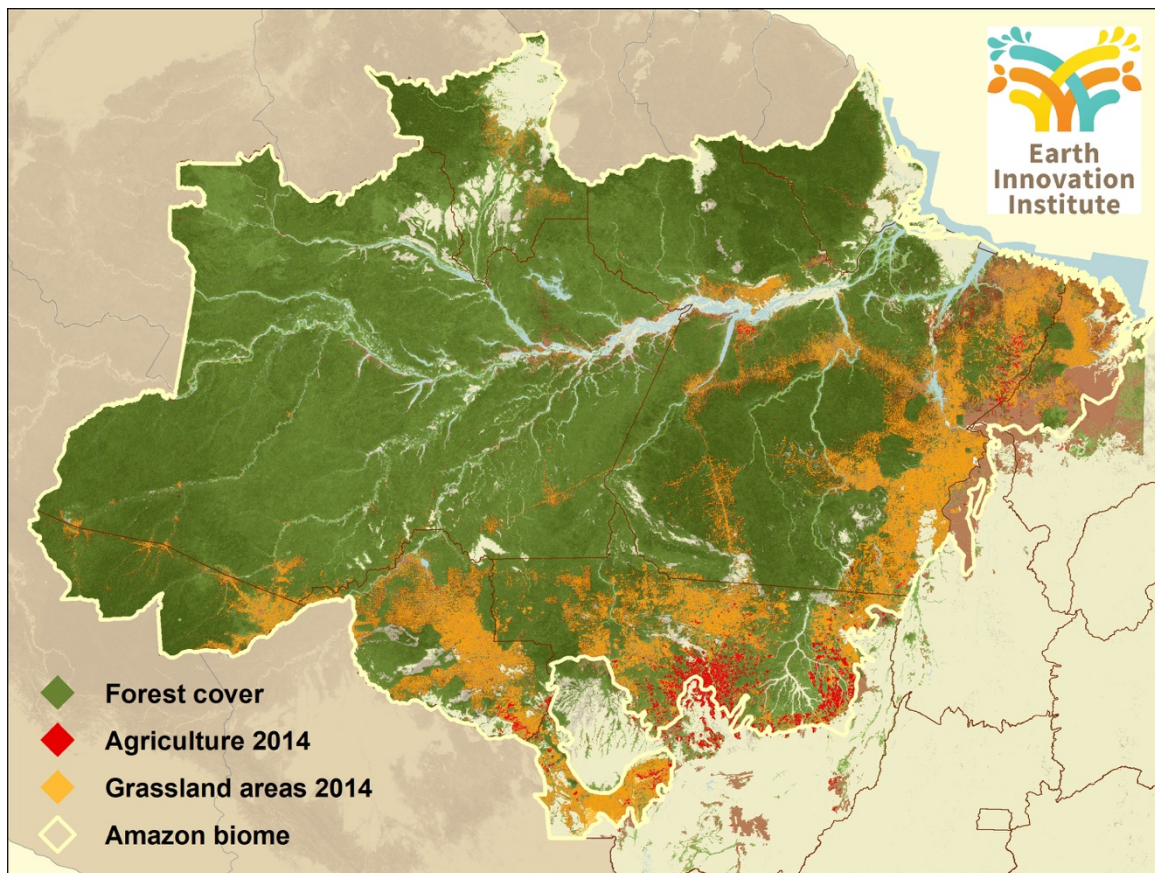 Earth
Innovation
Institute
Forest cover
Agriculture 2014
Grassland areas 2014
Amazon biome